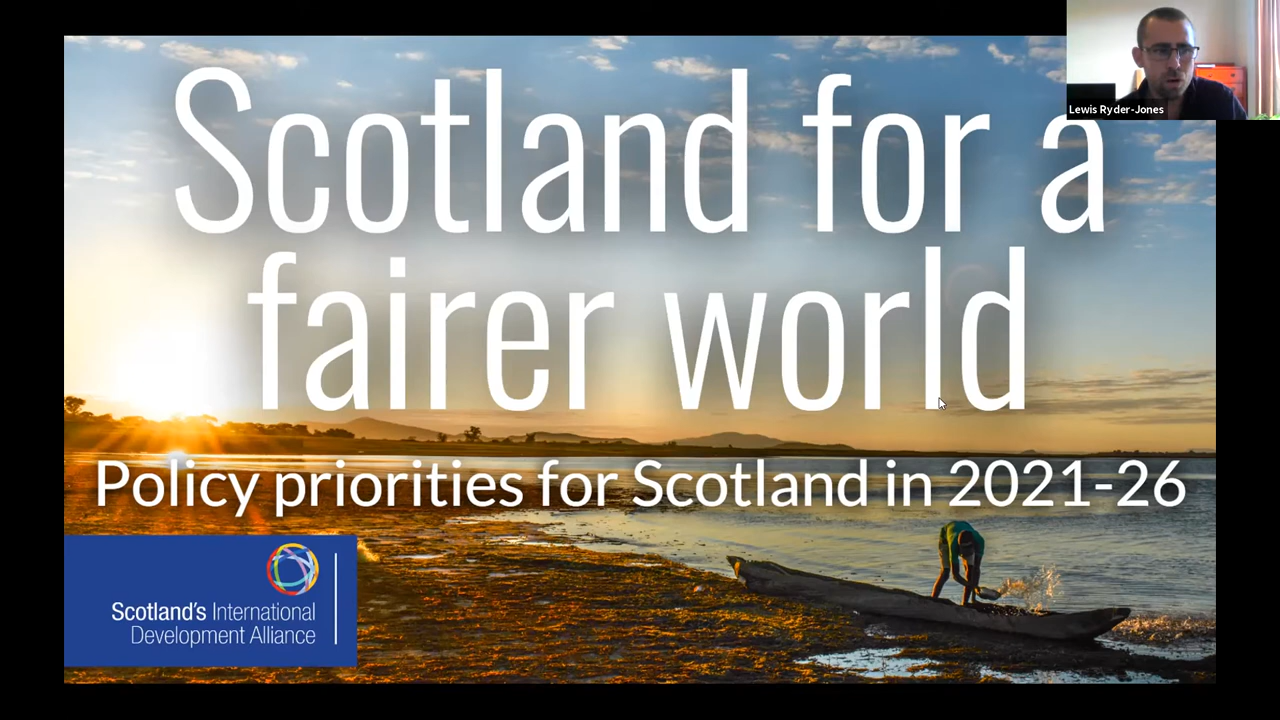 Scotland for a
fairer world
Policy priorities for Scotland in 2021-26
Scotland's International
Development Alliance
Lewis Ryder-Jones